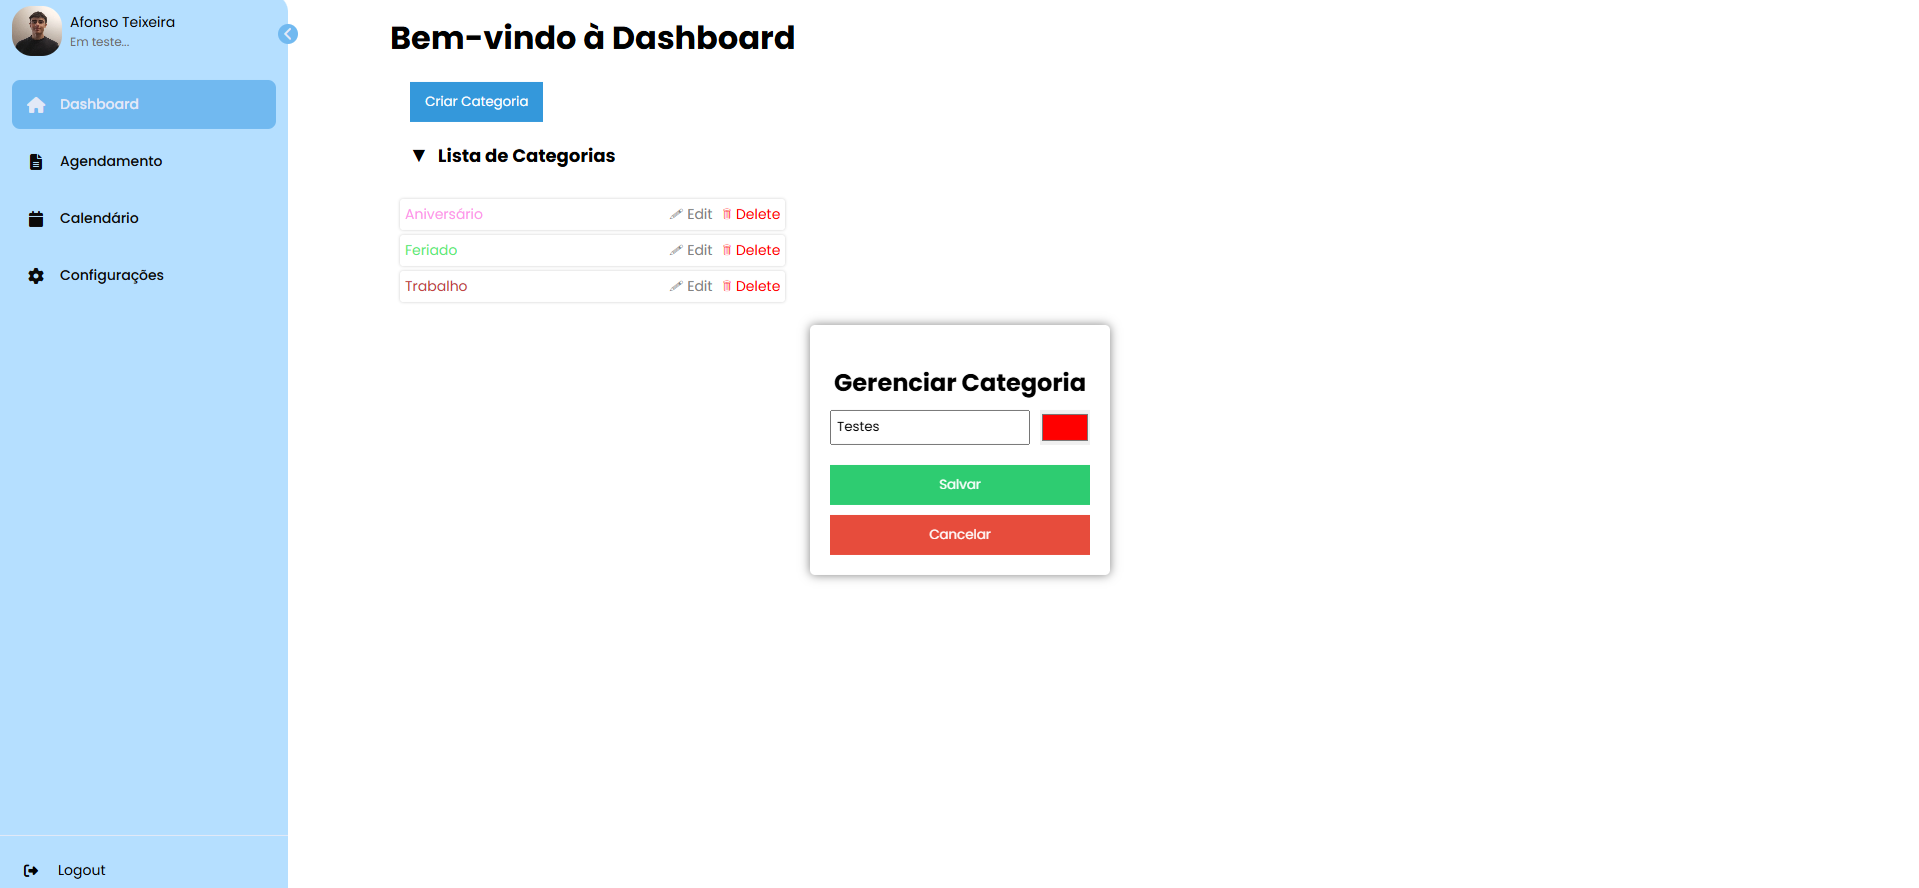 Afonso Teixeira
Em teste...
Dashboard
Agendamento
Calendário
Configurações
Logout
Bem-vindo à Dashboard
Criar Categoria
▼ Lista de Categorias
Aniversário Edit Delete
Feriado Edit Delete
Trabalho Edit Delete
Gerenciar Categoria
Testes
Salvar
Cancelar